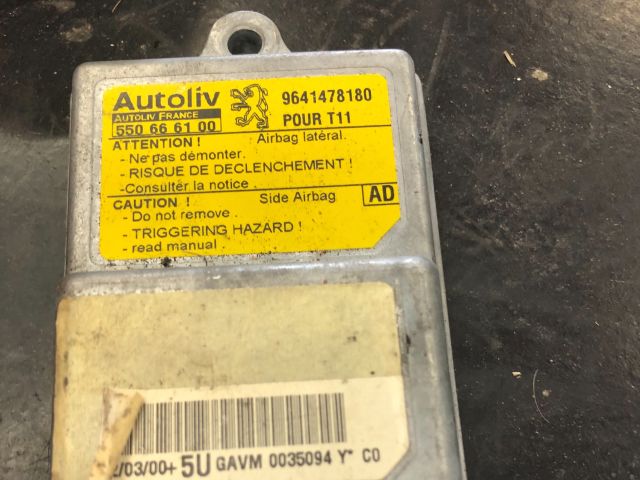 Autoliv 9641478180
AUTOLIV FRANCE
550 66 61 00 POUR T11
ATTENTION ! Airbag latéral.
- Ne pas démonter.
- RISQUE DE DECLENCHEMENT !
-Consulter la notice .
CAUTION ! Side Airbag AD
- Do not remove .
- TRIGGERING HAZARD !
- read manual .
/03/00+ 5U GAVM 0035094 Y* C0